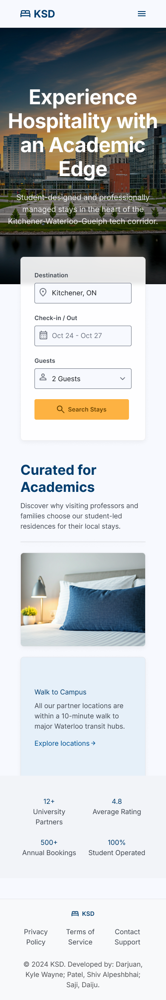 KSD
Experience
Hospitality with
an Academic
Edge
Student-designed and professionally
managed stays in the heart of the
Kitchener-Waterloo-Guelph tech corridor.
Destination
Kitchener, ON
Check-in / Out
Oct 24 - Oct 27
Guests
2 Guests
Search Stays
Curated for
Academics
Discover why visiting professors and
families choose our student-led
residences for their local stays.
Walk to Campus
All our partner locations are
within a 10-minute walk to
major Waterloo transit hubs.
Explore locations →
12+
University
Partners
4.8
Average Rating
500+
Annual Bookings
100%
Student Operated
KSD
Privacy
Policy
Terms of
Service
Contact
Support
© 2024 KSD. Developed by: Darjuan,
Kyle Wayne; Patel, Shiv Alpeshbhai;
Saji, Daiju.